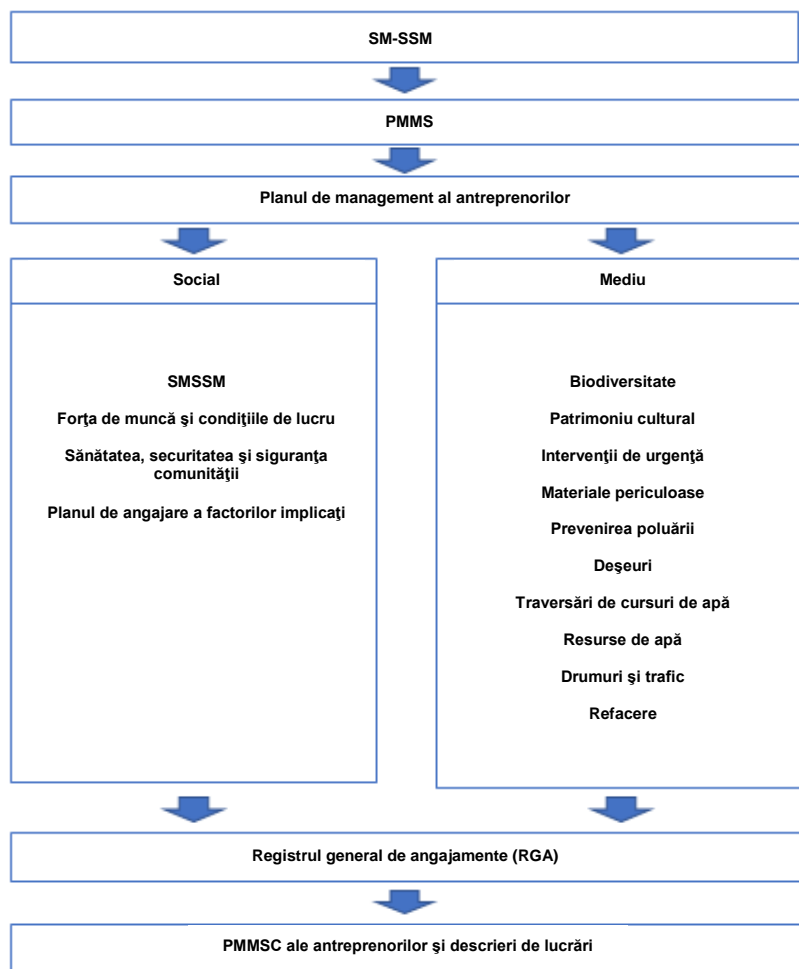 SM-SSM
PMMS
Planul de management al antreprenorilor
Social
SMSSM
Forţa de muncă şi condiţiile de lucru
Sănătatea, securitatea şi siguranţa
comunităţii
Planul de angajare a factorilor implicaţi
Mediu
Biodiversitate
Patrimoniu cultural
Intervenţii de urgenţă
Materiale periculoase
Prevenirea poluării
Deşeuri
Traversări de cursuri de apă
Resurse de apă
Drumuri şi trafic
Refacere
Registrul general de angajamente (RGA)
PMMSC ale antreprenorilor şi descrieri de lucrări